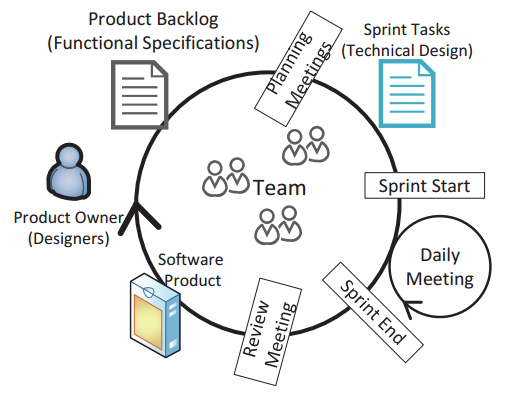 Product Backlog
(Functional Specifications)
Planning
Meetings
Sprint Tasks
(Technical Design)
Team
Sprint Start
Product Owner
(Designers)
Daily
Meeting
Software
Product
Sprint End
Review
Meeting